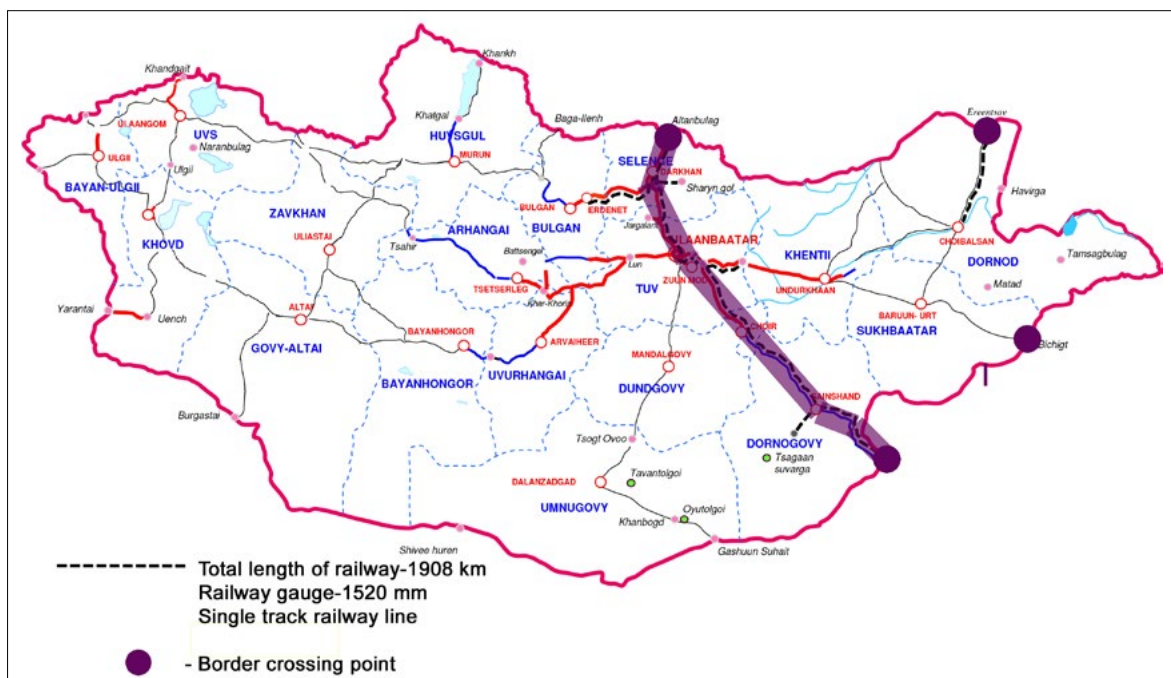 Khankh
Khandgait
ULAANGOM
UVS
Naranbulag
ULGII
Ulgii
BAYAN-ULGII
KHOVD
Khatgal
HUYSGUL
MURUN
Baga-Ilenh
Altanbulag
SELENGE
DARKHAN
Sharyn gol
Ereentsav
Havirga
ZAVKHAN
ULIASTAI
Tsahir
ARHANGAI
BULGAN
BULGAN
ERDENET
Jargalant
Battsengel
TSETSERLEG
Khar-Khorin
Lun
ULAANBAATAR
ZUUN MOD
TUV
KHENTII
UNDURKHAAN
CHOIBALSAN
DORNOD
Tamsagbulag
Matad
BARUUN- URT
SUKHBAATAR
Bichigt
Yarantai
Uench
ALTAI
GOVY-ALTAI
BAYANHONGOR
BAYANHONGOR
ARVAIHEER
UVURHANGAI
CHOIR
MANDALGOVY
DUNDGOVY
SAINSHAND
DORNOGOVY
Tsagaan
suvarga
Burgastai
Tsogt Ovoo
DALANZADGAD
Tavantolgoi
UMNUGOVY
Khanbogd
Oyutolgoi
Shivee huren
Gashuun Suhait
Total length of railway-1908 km
Railway gauge-1520 mm
Single track railway line
- Border crossing point